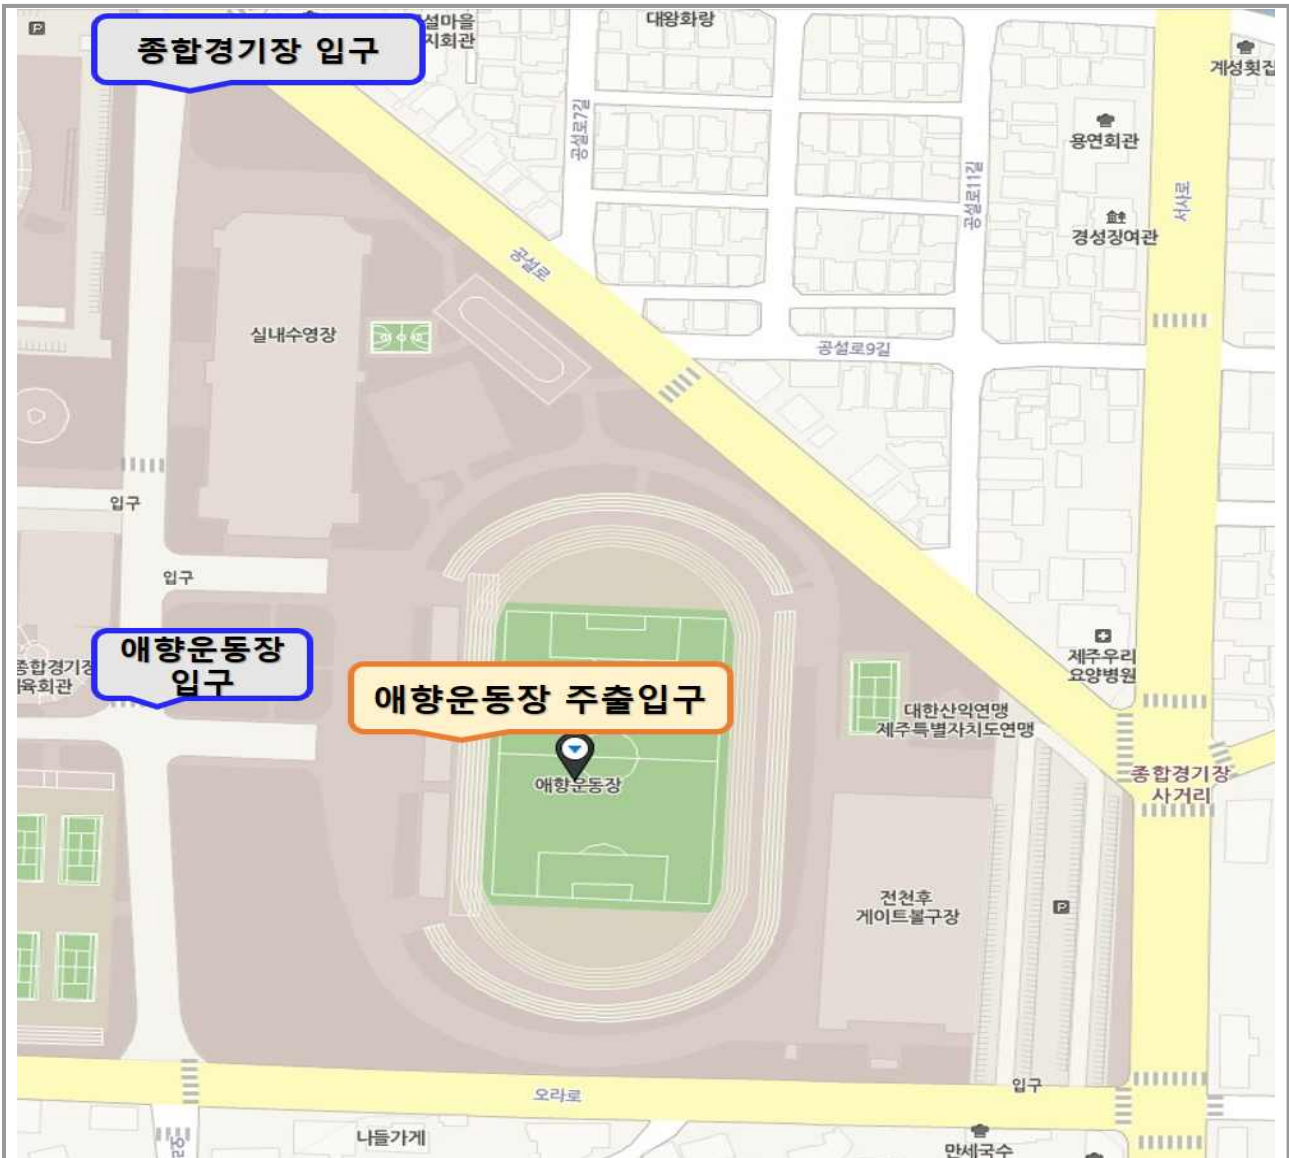 종합경기장 입구
설마을
지회관
대왕화랑
계성횟집
공설로7길
용연회관
공설로11길
서사로
경성장여관
공설로
실내수영장
공설로9길
입구
입구
제주우리
요양병원
애향운동장
입구
종합경기장
육회관
애향운동장 주출입구
대한산악연맹
제주특별자치도연맹
애향운동장
종합경기장
사거리
전천후
게이트볼구장
P
입구
오라로
나들가게
만세국수